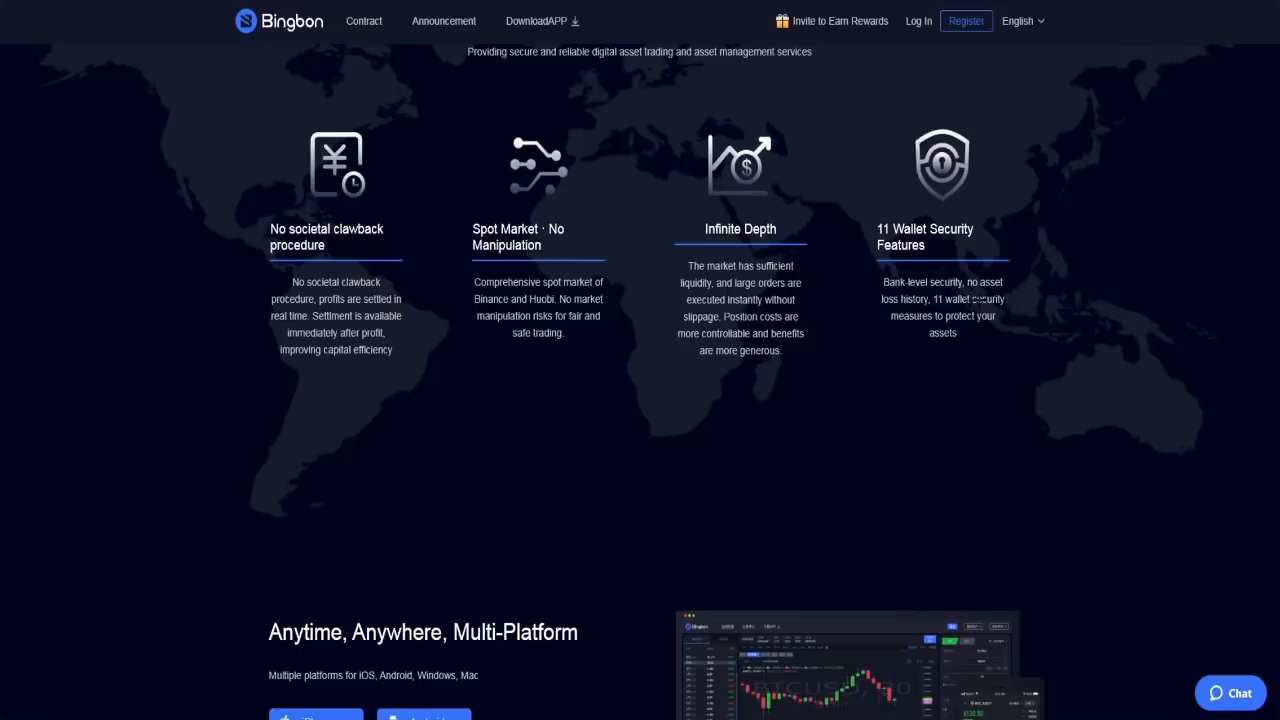 Bingbon Contract Announcement DownloadAPP Invite to Earn Rewards Log In Register English
Providing secure and reliable digital asset trading and asset management services
No societal clawback
procedure
No societal clawback
procedure, profits are settled in
real time. Settlment is available
immediately after profit,
improving capital efficiency
Spot Market · No
Manipulation
Comprehensive spot market of
Binance and Huobi. No market
manipulation risks for fair and
safe trading.
Infinite Depth
The market has sufficient
liquidity, and large orders are
executed instantly without
slippage. Position costs are
more controllable and benefits
are more generous.
11 Wallet Security
Features
Bank-level security, no asset
loss history, 11 wallet security
measures to protect your
assets
Anytime, Anywhere, Multi-Platform
Multiple platforms for iOS, Android, Windows, Mac
Bingbon
Chat